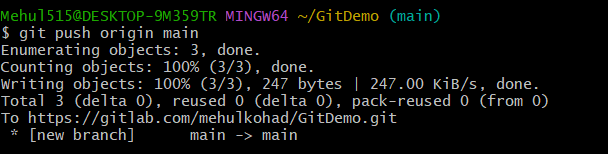 Mehul515@DESKTOP-9M359TR MINGW64 ~/GitDemo (main)
$ git push origin main
Enumerating objects: 3, done.
Counting objects: 100% (3/3), done.
Writing objects: 100% (3/3), 247 bytes | 247.00 KiB/s, done.
Total 3 (delta 0), reused 0 (delta 0), pack-reused 0 (from 0)
To https://gitlab.com/mehulkohad/GitDemo.git
 * [new branch]      main -> main